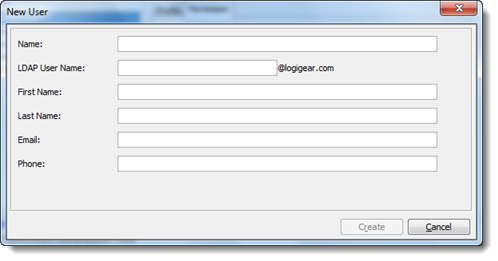 New User
Name:
LDAP User Name: @logigear.com
First Name:
Last Name:
Email:
Phone:
Create Cancel